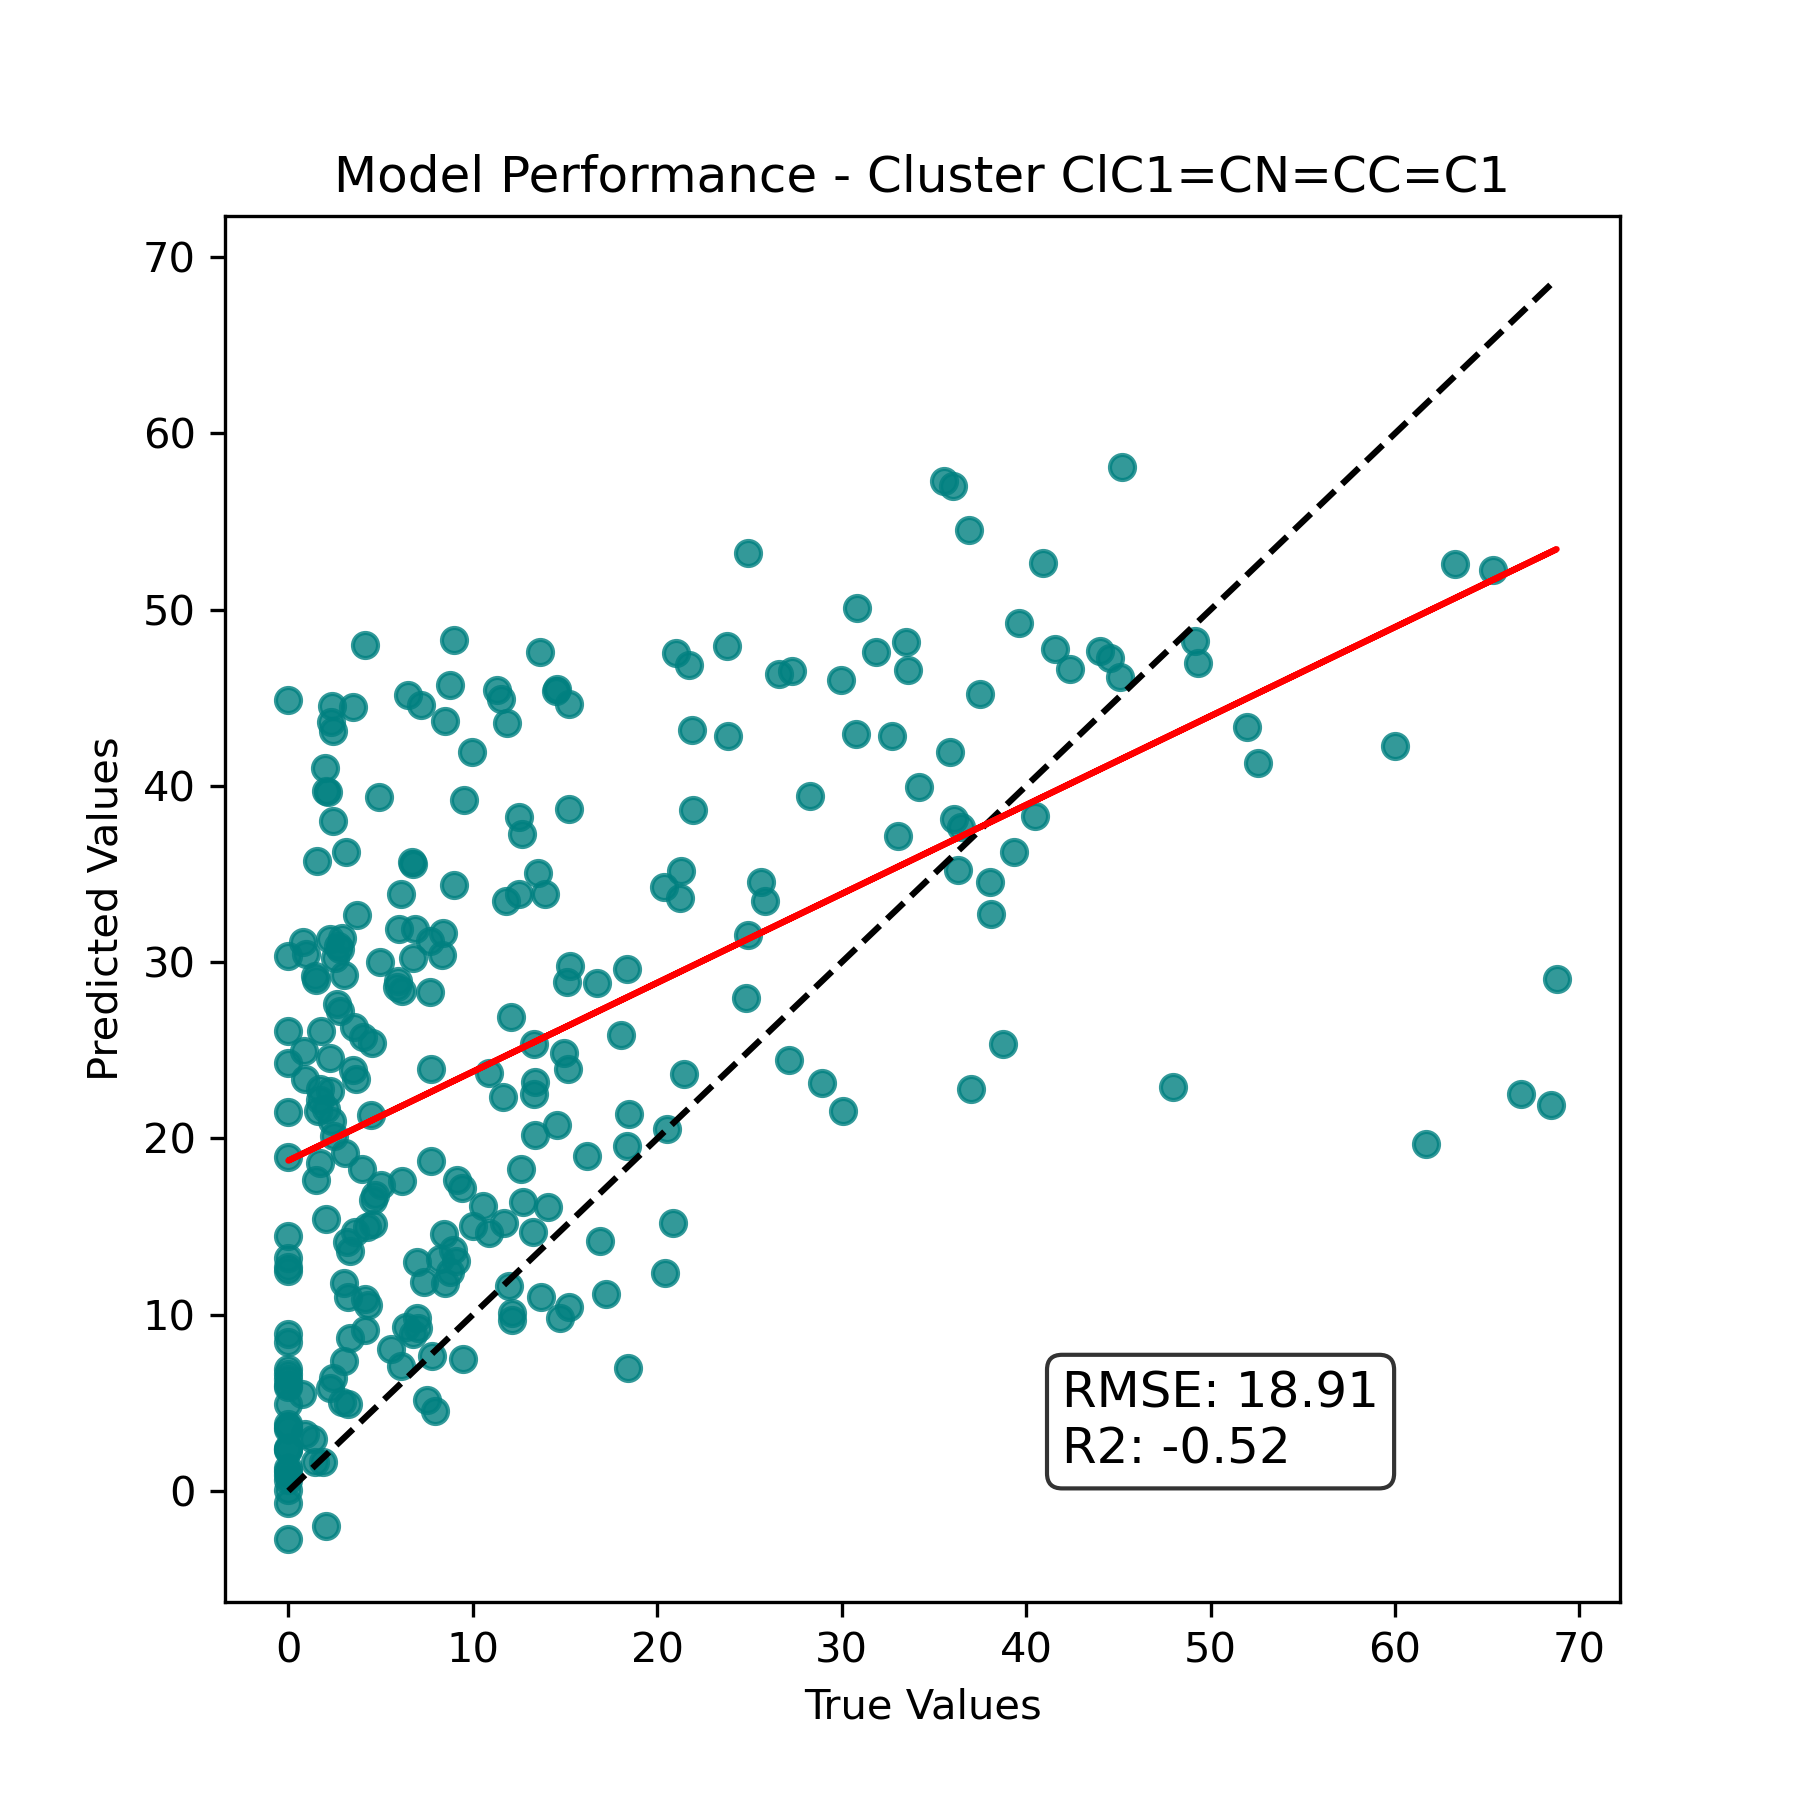 Model Performance - Cluster ClC1=CN=CC=C1
70
60
50
40
30
20
10
0
Predicted Values
RMSE: 18.91
R2: -0.52
0 10 20 30 40 50 60 70
True Values